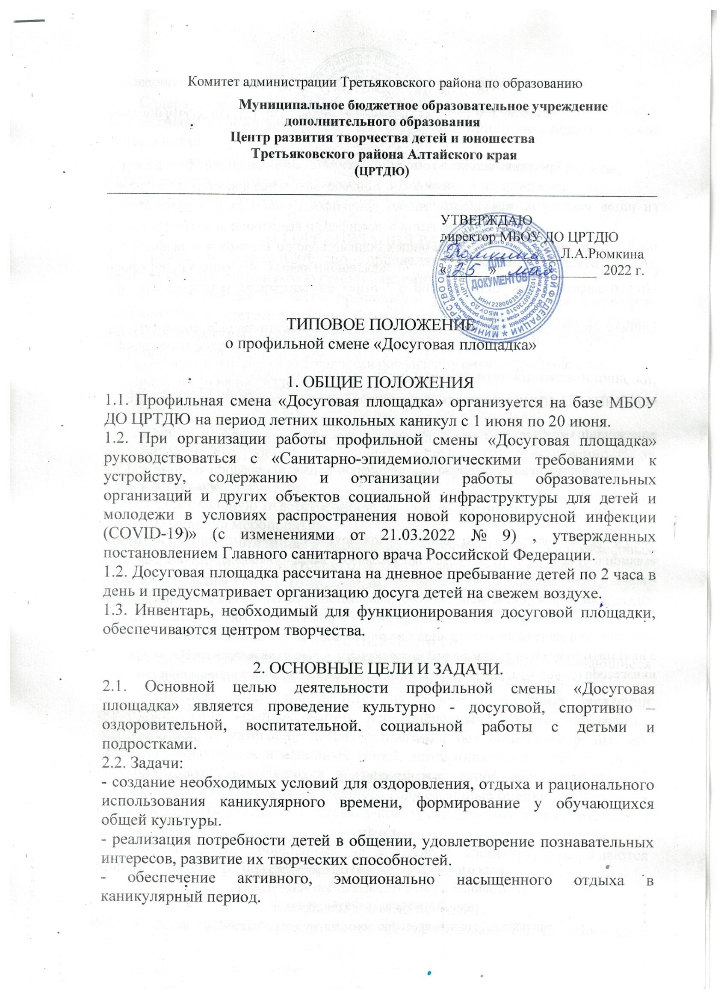 Комитет администрации Третьяковского района по образованию
Муниципальное бюджетное образовательное учреждение
дополнительного образования
Центр развития творчества детей и юношества
Третьяковского района Алтайского края
(ЦРТДЮ)
УТВЕРЖДАЮ
директор МБОУ ДО ЦРТДЮ
Рюмкина Л.А.Рюмкина
« 25 » мая 2022 г.
ДЛЯ
ДОКУМЕНТОВ
ИНН 2280003630
ТИПОВОЕ ПОЛОЖЕНИЕ
о профильной смене «Досуговая площадка»
1. ОБЩИЕ ПОЛОЖЕНИЯ
1.1. Профильная смена «Досуговая площадка» организуется на базе МБОУ
ДО ЦРТДЮ на период летних школьных каникул с 1 июня по 20 июня.
1.2. При организации работы профильной смены «Досуговая площадка»
руководствоваться с «Санитарно-эпидемиологическими требованиями к
устройству, содержанию и организации работы образовательных
организаций и других объектов социальной инфраструктуры для детей и
молодежи в условиях распространения новой короновирусной инфекции
(COVID-19)» (с изменениями от 21.03.2022 № 9) , утвержденных
постановлением Главного санитарного врача Российской Федерации.
1.2. Досуговая площадка рассчитана на дневное пребывание детей по 2 часа в
день и предусматривает организацию досуга детей на свежем воздухе.
1.3. Инвентарь, необходимый для функционирования досуговой площадки,
обеспечиваются центром творчества.
2. ОСНОВНЫЕ ЦЕЛИ И ЗАДАЧИ.
2.1. Основной целью деятельности профильной смены «Досуговая
площадка» является проведение культурно - досуговой, спортивно –
оздоровительной, воспитательной, социальной работы с детьми и
подростками.
2.2. Задачи:
- создание необходимых условий для оздоровления, отдыха и рационального
использования каникулярного времени, формирование у обучающихся
общей культуры.
- реализация потребности детей в общении, удовлетворение познавательных
интересов, развитие их творческих способностей.
- обеспечение активного, эмоционально насыщенного отдыха в
каникулярный период.